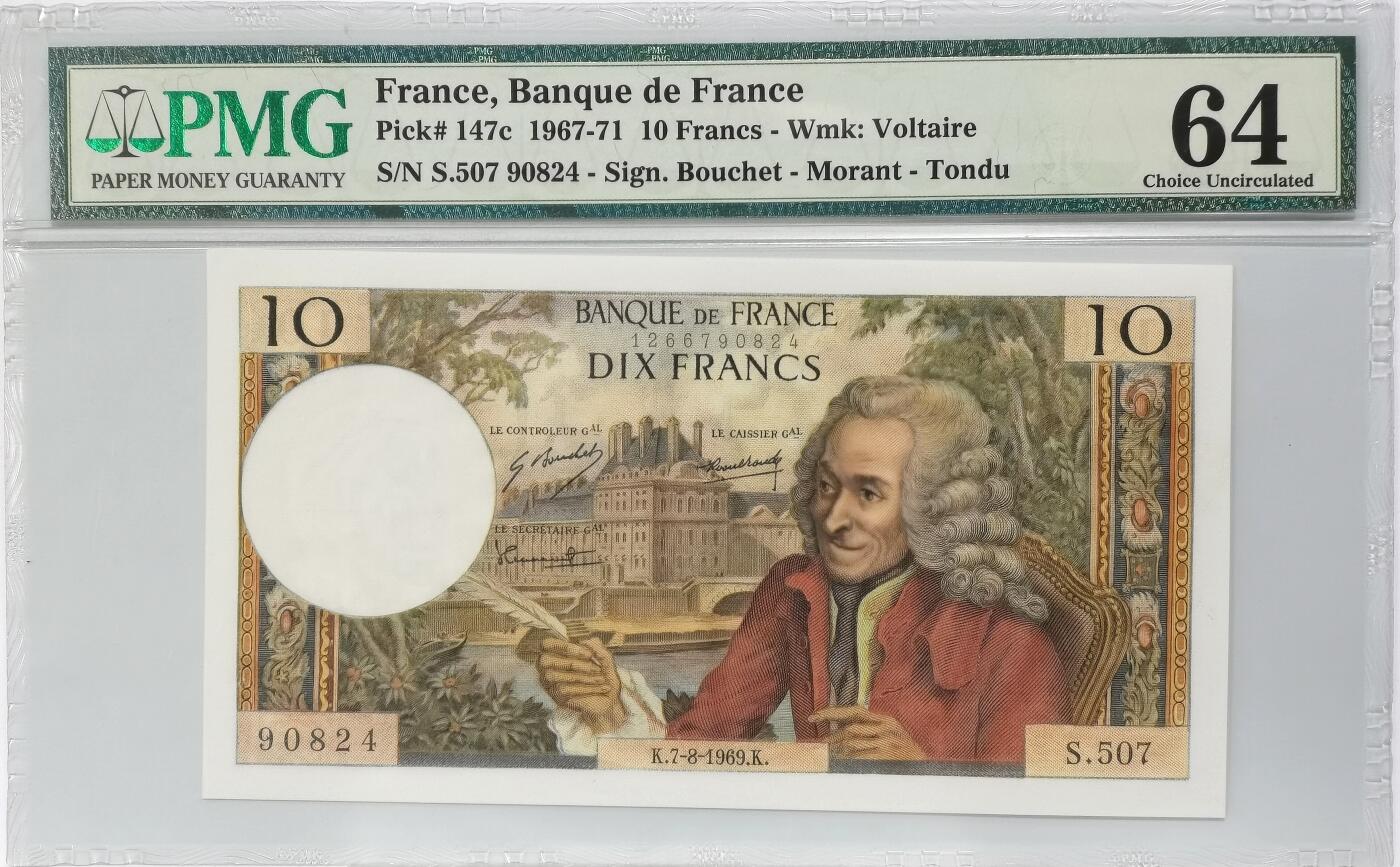 PMG
PAPER MONEY GUARANTY
France, Banque de France
Pick# 147c 1967-71 10 Francs - Wmk: Voltaire
S/N S.507 90824 - Sign. Bouchet - Morant - Tondu
64
Choice Uncirculated
10
BANQUE DE FRANCE
10
1266790824
DIX FRANCS
LE CONTROLEUR GAL
LE CAISSIER GAL
G Bouchet
LE SECRÉTAIRE GAL
90824
K.7-8-1969.K.
S.507